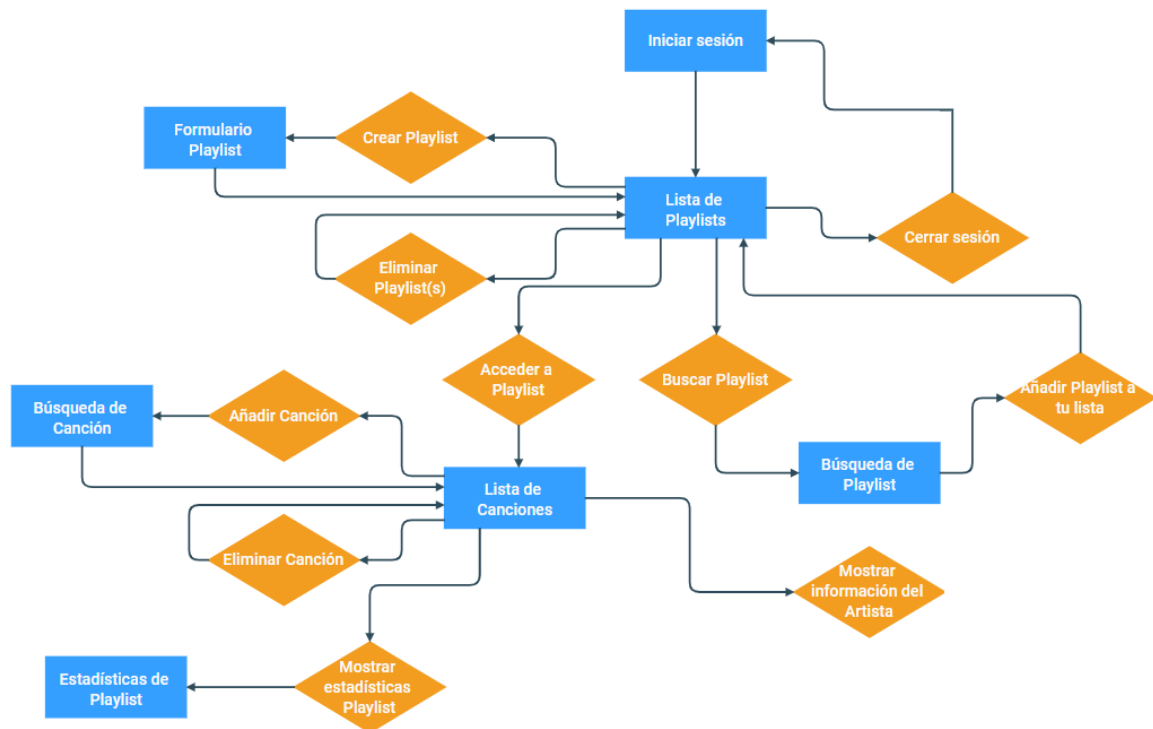 Iniciar sesión
Formulario
Playlist
Crear Playlist
Lista de
Playlists
Cerrar sesión
Eliminar
Playlist(s)
Acceder a
Playlist
Buscar Playlist
Añadir Playlist a
tu lista
Búsqueda de
Canción
Añadir Canción
Búsqueda de
Playlist
Lista de
Canciones
Eliminar Canción
Mostrar
información del
Artista
Estadísticas de
Playlist
Mostrar
estadísticas
Playlist